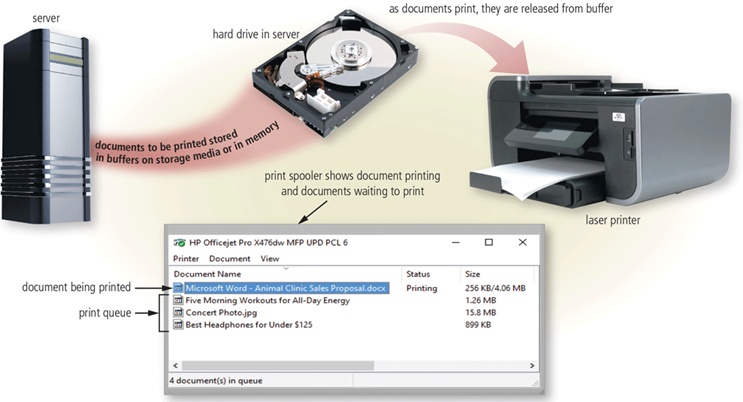 server
hard drive in server
as documents print, they are released from buffer
documents to be printed stored
in buffers on storage media or in memory
print spooler shows document printing
and documents waiting to print
laser printer
HP Officejet Pro X476dw MFP UPD PCL 6
Printer Document View
Document Name Status Size
document being printed
Microsoft Word - Animal Clinic Sales Proposal.docx Printing 256 KB/4.06 MB
Five Morning Workouts for All-Day Energy 1.26 MB
print queue
Concert Photo.jpg 15.8 MB
Best Headphones for Under $125 899 KB
4 document(s) in queue